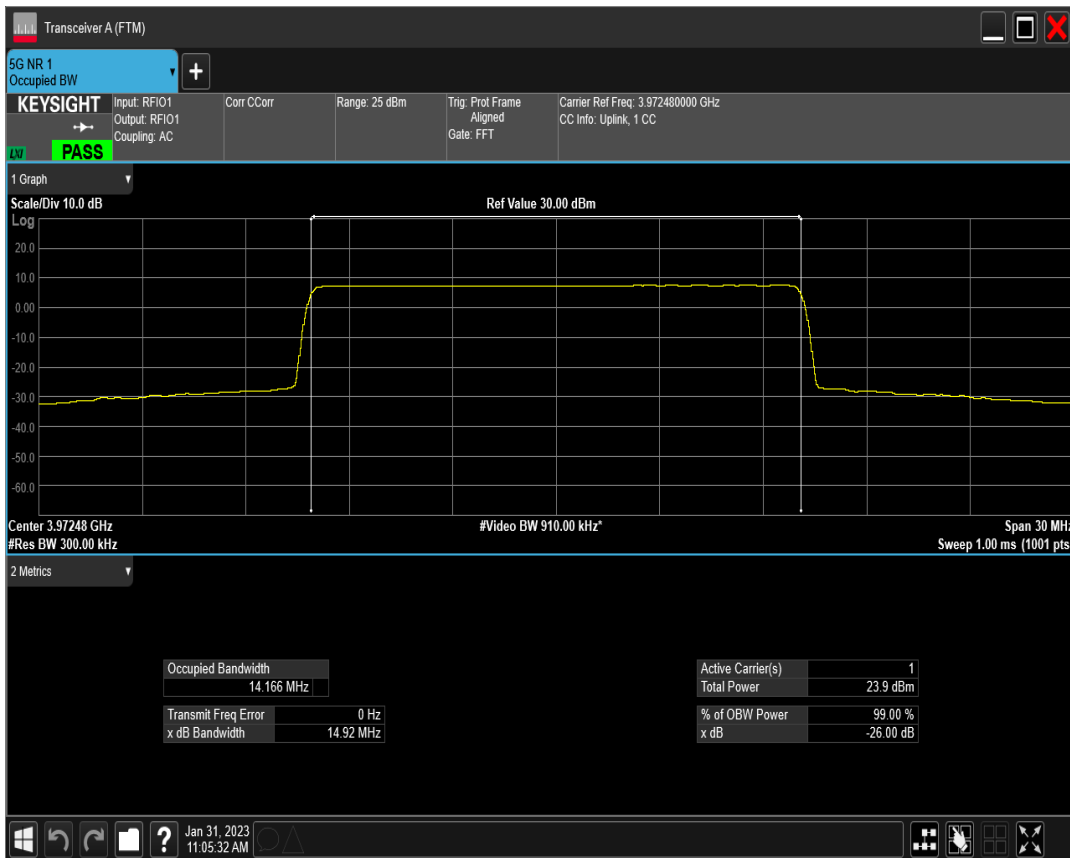 Transceiver A (FTM)
5G NR 1
Occupied BW
+
KEYSIGHT
LXI
PASS
Input: RFIO1
Output: RFIO1
Coupling: AC
Corr CCorr
Range: 25 dBm
Trig: Prot Frame
Aligned
Gate: FFT
Carrier Ref Freq: 3.972480000 GHz
CC Info: Uplink, 1 CC
1 Graph
Scale/Div 10.0 dB
Ref Value 30.00 dBm
Log
20.0
10.0
0.00
-10.0
-20.0
-30.0
-40.0
-50.0
-60.0
Center 3.97248 GHz
#Video BW 910.00 kHz*
Span 30 MHz
#Res BW 300.00 kHz
Sweep 1.00 ms (1001 pts
2 Metrics
Occupied Bandwidth
14.166 MHz
Transmit Freq Error 0 Hz
x dB Bandwidth 14.92 MHz
Active Carrier(s) 1
Total Power 23.9 dBm
% of OBW Power 99.00 %
x dB -26.00 dB
?
Jan 31, 2023
11:05:32 AM